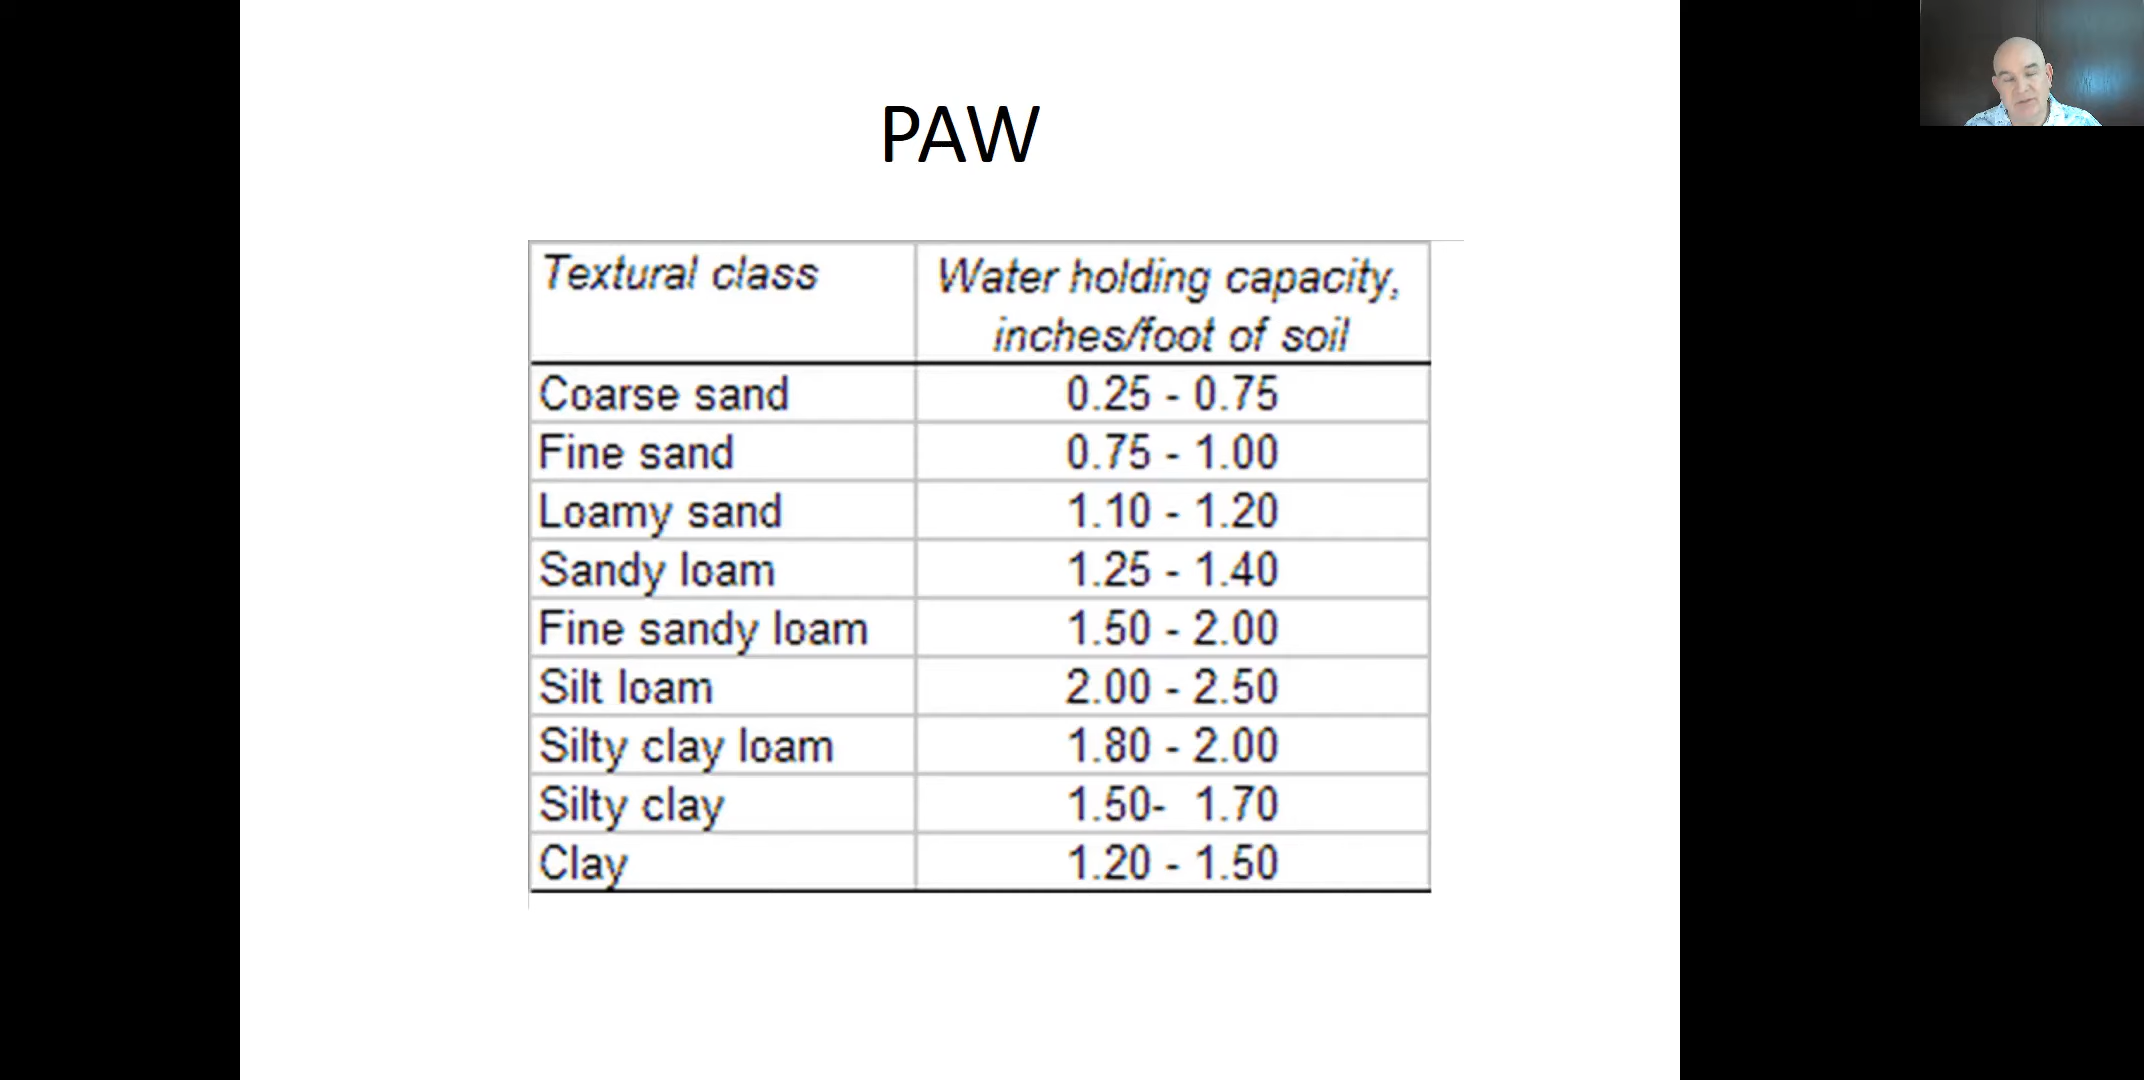 PAW
Textural class
Water holding capacity,
inches/foot of soil
Coarse sand 0.25 - 0.75
Fine sand 0.75 - 1.00
Loamy sand 1.10 - 1.20
Sandy loam 1.25 - 1.40
Fine sandy loam 1.50 - 2.00
Silt loam 2.00 - 2.50
Silty clay loam 1.80 - 2.00
Silty clay 1.50-  1.70
Clay 1.20 - 1.50